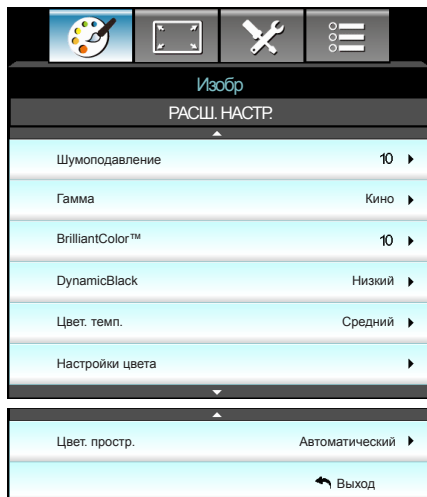 Изобр
РАСШ. НАСТР.
Шумоподавление 10
Гамма Кино
BrilliantColor™ 10
DynamicBlack Низкий
Цвет. темп. Средний
Настройки цвета
Цвет. простр. Автоматический
Выход